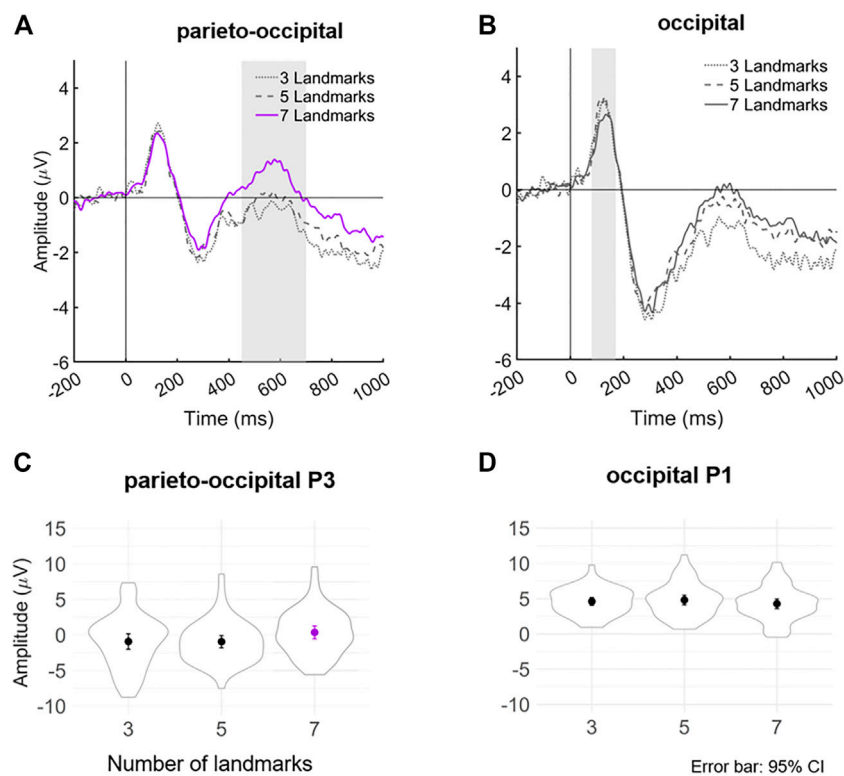 A
parieto-occipital
3 Landmarks
5 Landmarks
7 Landmarks
Amplitude (μV)
4
2
0
-2
-4
-6
-200
0
200
400
600
800
1000
Time (ms)
B
occipital
3 Landmarks
5 Landmarks
7 Landmarks
4
2
0
-2
-4
-6
-200
0
200
400
600
800
1000
Time (ms)
C
parieto-occipital P3
Amplitude (μV)
15
10
5
0
-5
-10
3
5
7
Number of landmarks
D
occipital P1
15
10
5
0
-5
-10
3
5
7
Error bar: 95% CI